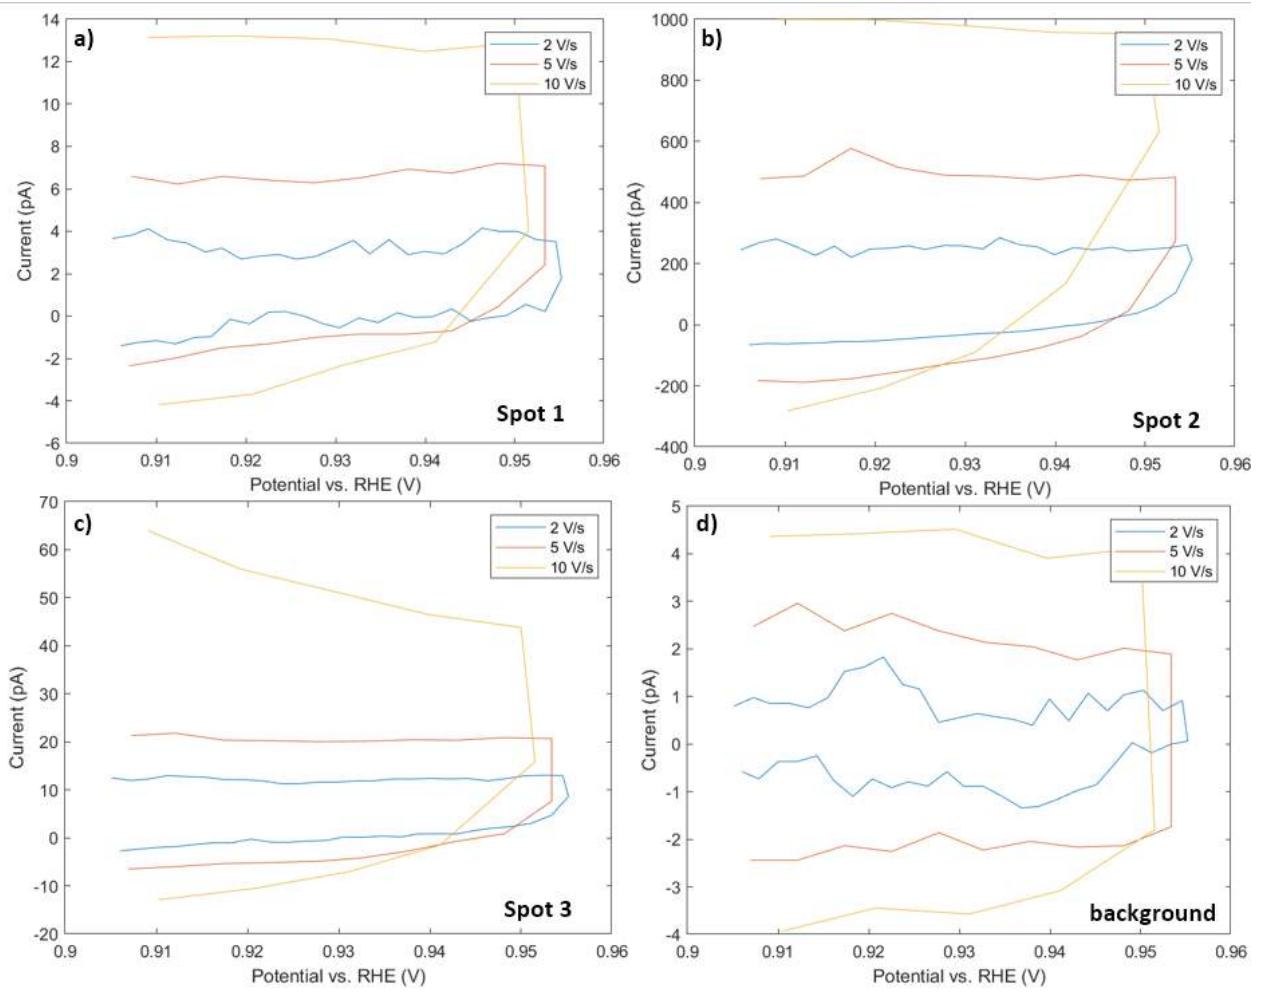 a)
14
12
10
8
6
4
2
0
-2
-4
-6
Current (pA)
2 V/s
5 V/s
10 V/s
Spot 1
0.9 0.91 0.92 0.93 0.94 0.95 0.96
Potential vs. RHE (V)
b)
1000
800
600
400
200
0
-200
-400
Current (pA)
2 V/s
5 V/s
10 V/s
Spot 2
0.9 0.91 0.92 0.93 0.94 0.95 0.96
Potential vs. RHE (V)
c)
70
60
50
40
30
20
10
0
-10
-20
Current (pA)
2 V/s
5 V/s
10 V/s
Spot 3
0.9 0.91 0.92 0.93 0.94 0.95 0.96
Potential vs. RHE (V)
d)
5
4
3
2
1
0
-1
-2
-3
-4
Current (pA)
2 V/s
5 V/s
10 V/s
background
0.9 0.91 0.92 0.93 0.94 0.95 0.96
Potential vs. RHE (V)